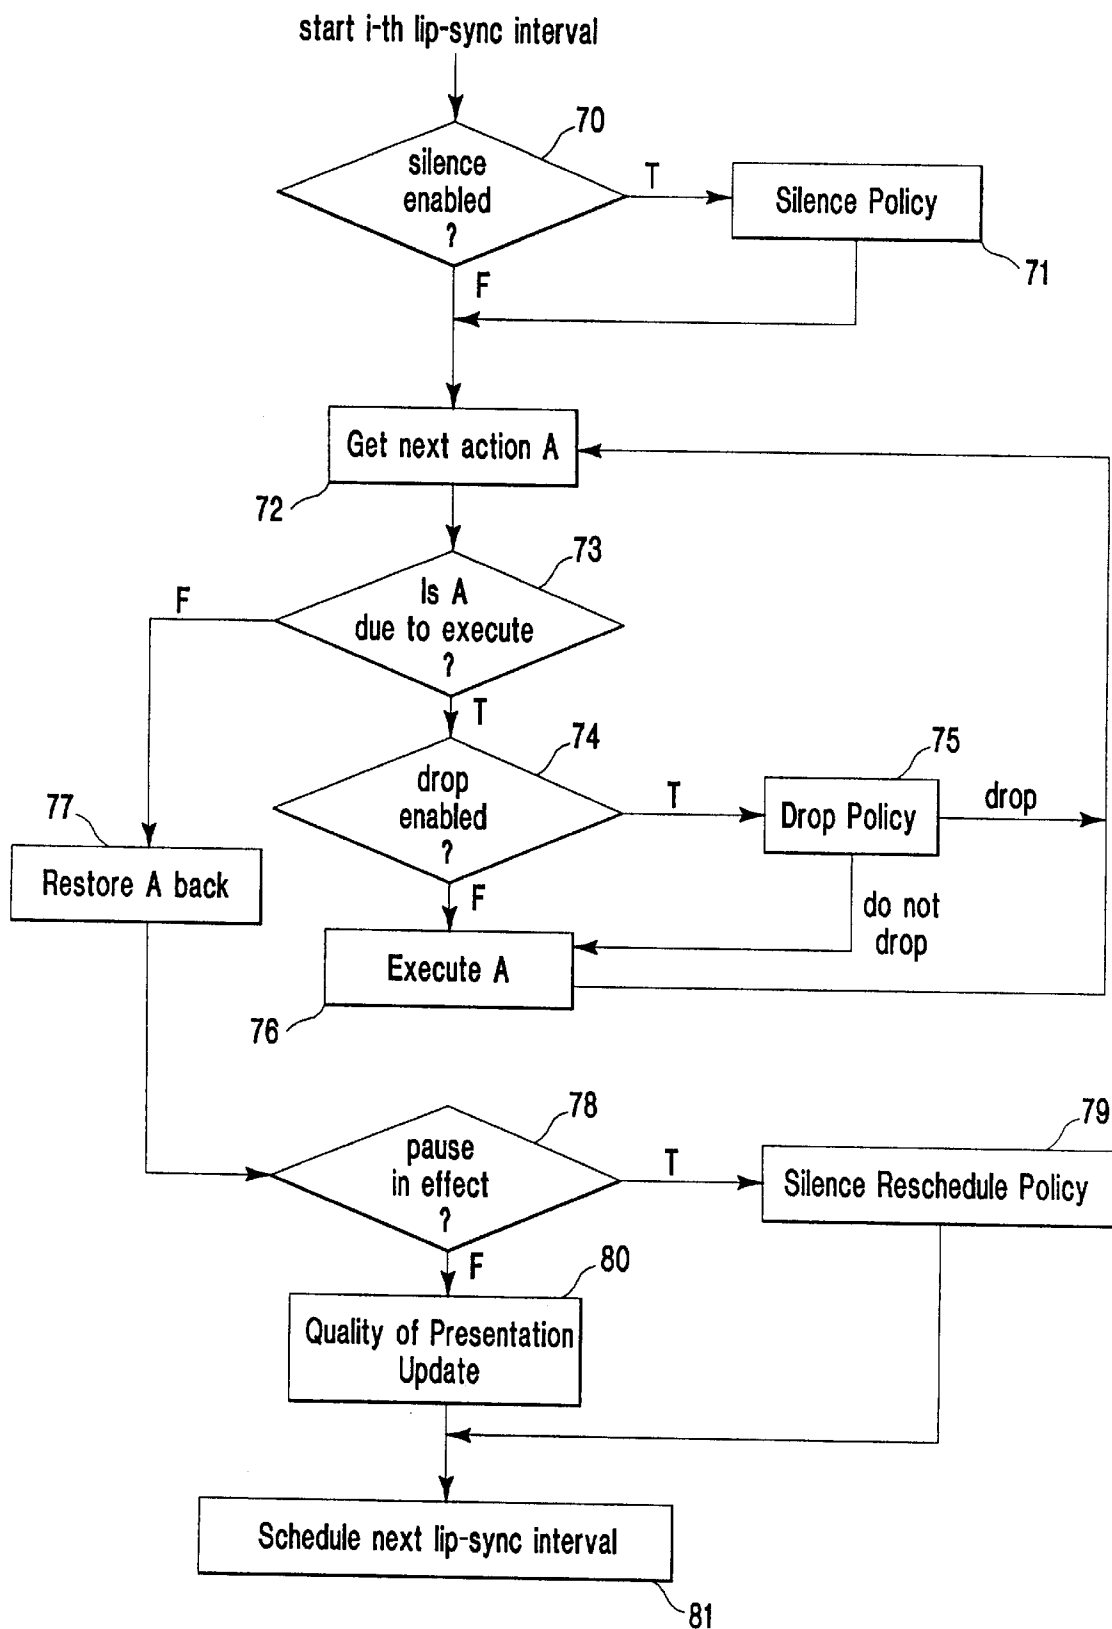 start i-th lip-sync interval
70
silence
enabled
?
T
Silence Policy
71
F
Get next action A
72
73
Is A
due to execute
?
F
T
74
drop
enabled
?
T
75
Drop Policy
drop
77
Restore A back
F
do not
drop
Execute A
76
78
pause
in effect
?
T
79
Silence Reschedule Policy
F
80
Quality of Presentation
Update
Schedule next lip-sync interval
81